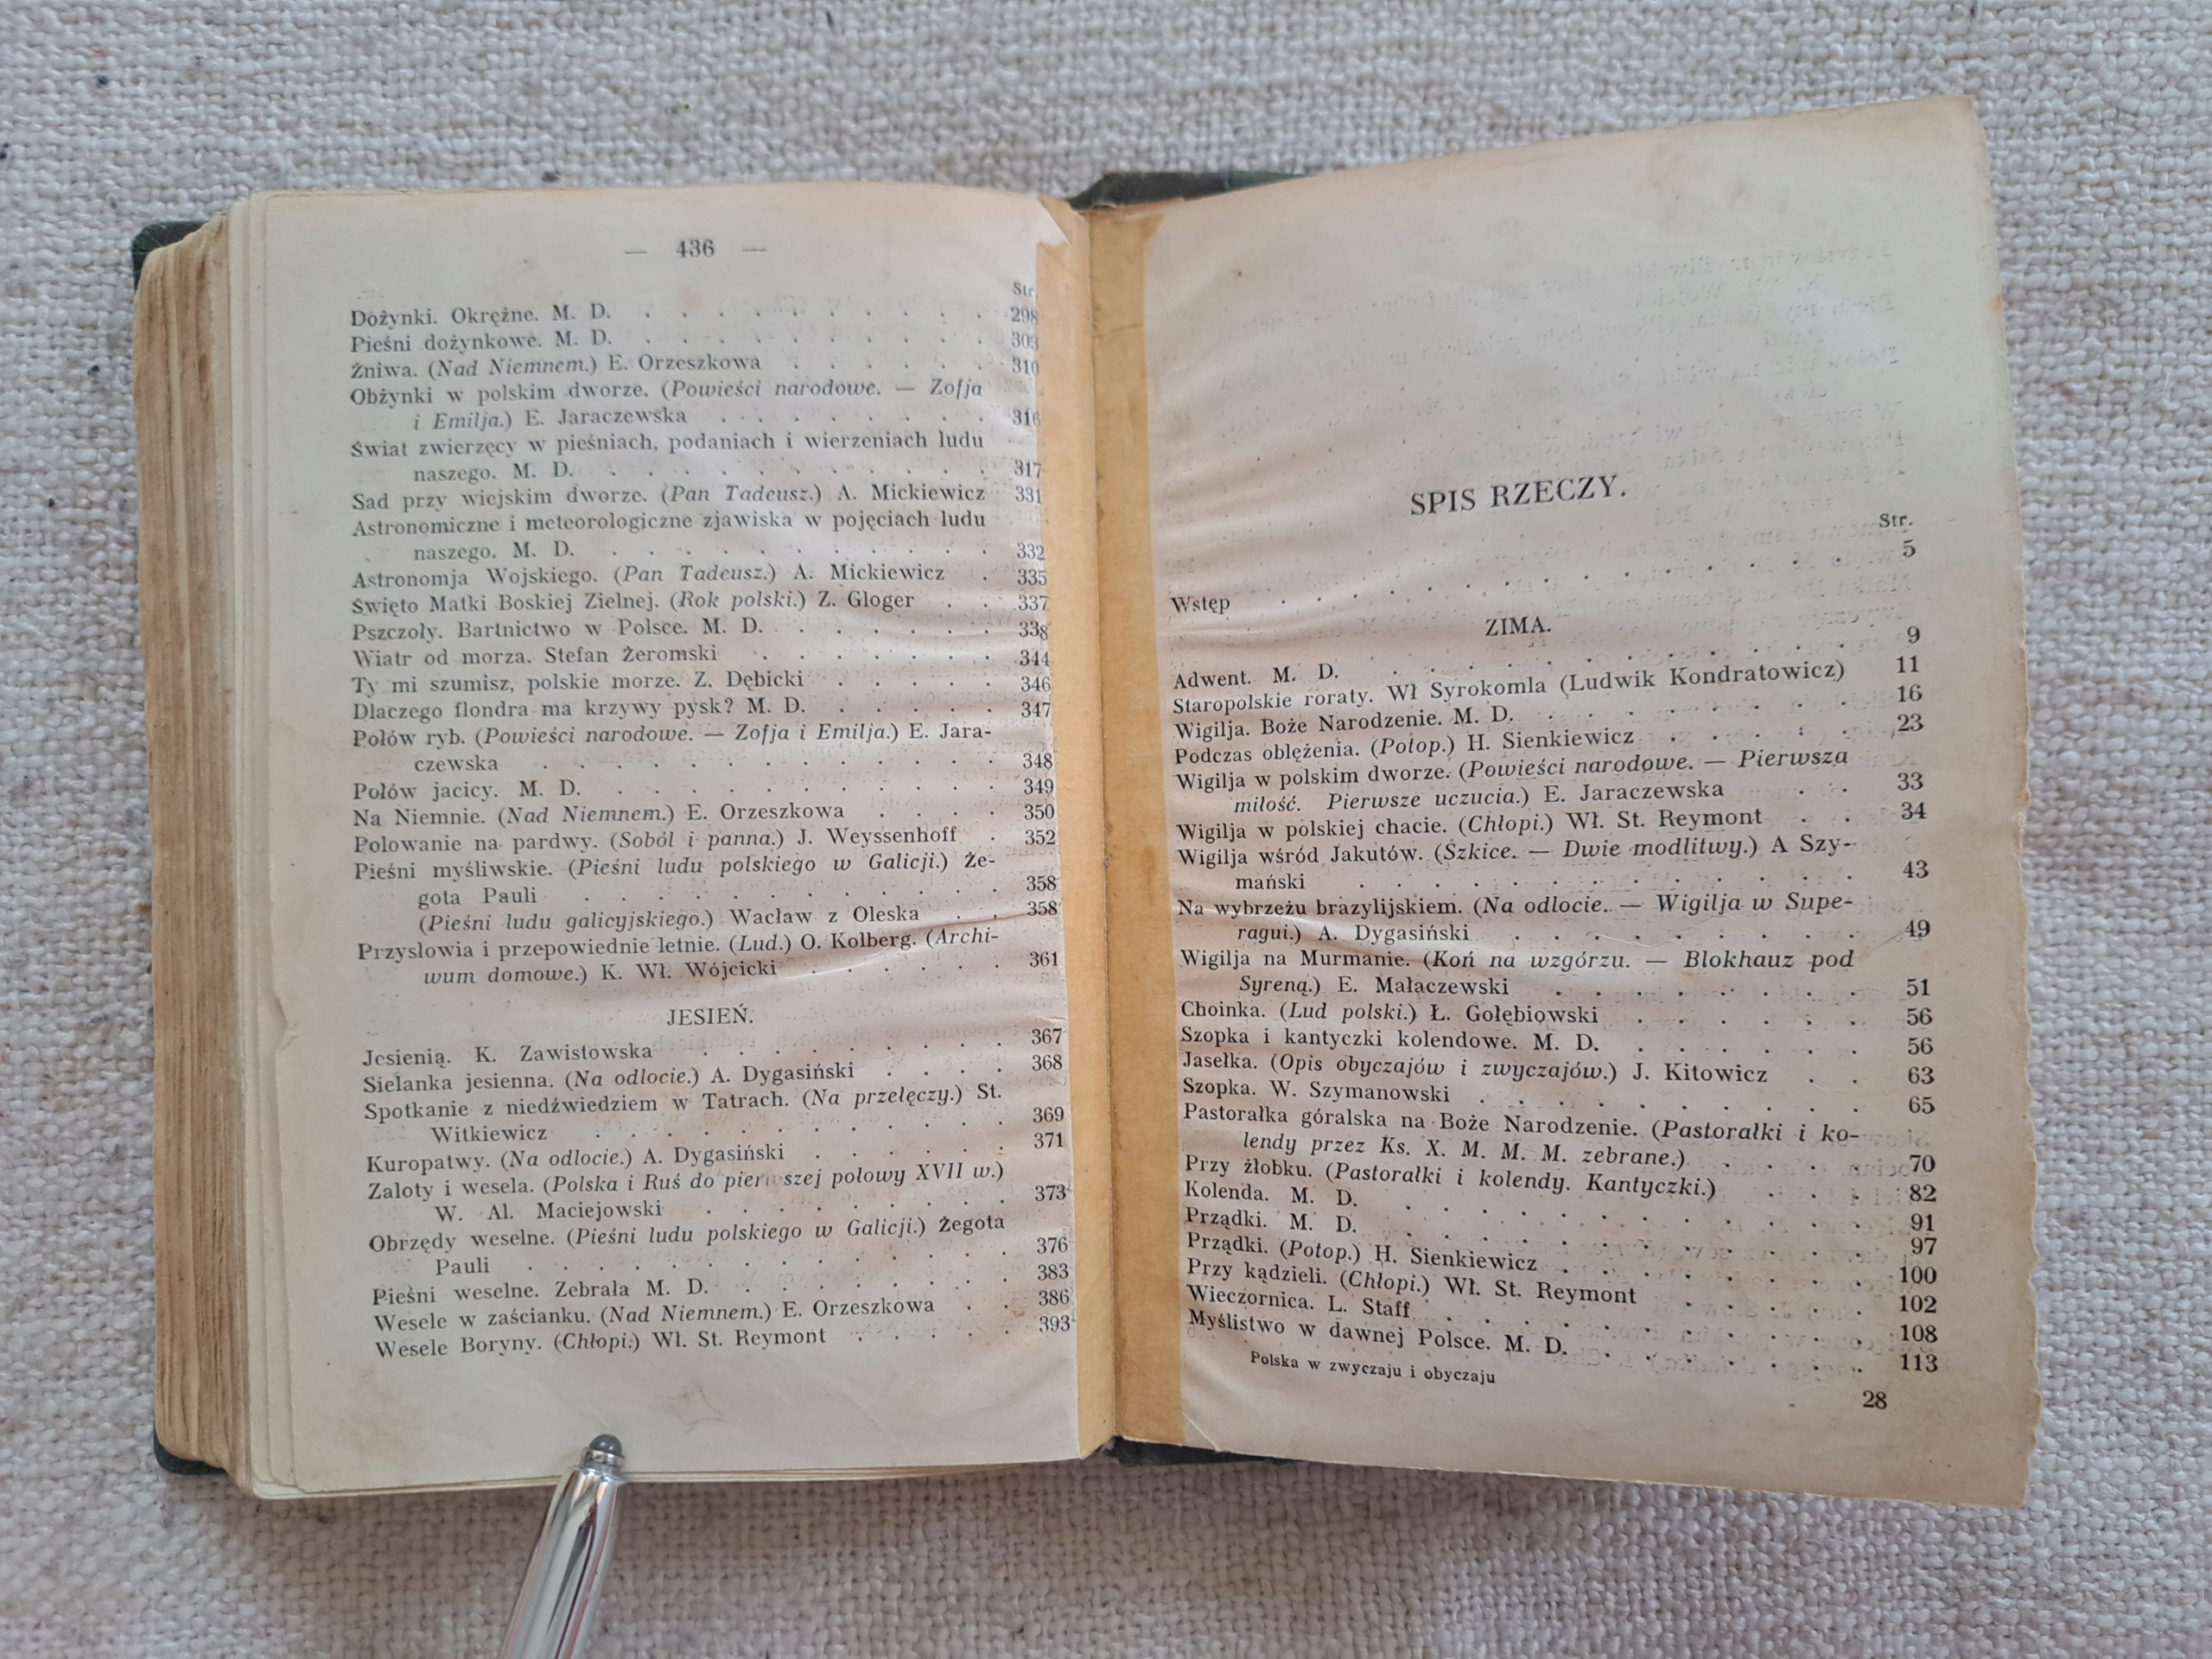 — 436 —
Str.
Dożynki. Okrężne. M. D. . . . . . . . . . 298
Pieśni dożynkowe. M. D. . . . . . . . . . 303
Żniwa. (Nad Niemnem.) E. Orzeszkowa . . . . . . 310
Obżynki w polskim dworze. (Powieści narodowe. — Zofja
i Emilja.) E. Jaraczewska . . . . . . . 316
Świat zwierzęcy w pieśniach, podaniach i wierzeniach ludu
naszego. M. D. . . . . . . . . . . 317
Sad przy wiejskim dworze. (Pan Tadeusz.) A. Mickiewicz 331
Astronomiczne i meteorologiczne zjawiska w pojęciach ludu
naszego. M. D. . . . . . . . . . . 332
Astronomja Wojskiego. (Pan Tadeusz.) A. Mickiewicz . 335
Święto Matki Boskiej Zielnej. (Rok polski.) Z. Gloger . . 337
Pszczoły. Bartnictwo w Polsce. M. D. . . . . . . 338
Wiatr od morza. Stefan Żeromski . . . . . . . 344
Ty mi szumisz, polskie morze. Z. Dębicki . . . . . 346
Dlaczego flondra ma krzywy pysk? M. D. . . . . . 347
Połów ryb. (Powieści narodowe. — Zofja i Emilja.) E. Jara-
czewska . . . . . . . . . . . . 348
Połów jacicy. M. D. . . . . . . . . . . 349
Na Niemnie. (Nad Niemnem.) E. Orzeszkowa . . . . 350
Polowanie na pardwy. (Soból i panna.) J. Weyssenhoff . 352
Pieśni myśliwskie. (Pieśni ludu polskiego w Galicji.) Że-
gota Pauli . . . . . . . . . . . 358
(Pieśni ludu galicyjskiego.) Wacław z Oleska . . 358
Przysłowia i przepowiednie letnie. (Lud.) O. Kolberg. (Archi-
wum domowe.) K. Wł. Wójcicki . . . . . . 361
JESIEŃ.
Jesienią. K. Zawistowska . . . . . . . . . 367
Sielanka jesienna. (Na odlocie.) A. Dygasiński . . . . 368
Spotkanie z niedźwiedziem w Tatrach. (Na przełęczy.) St.
Witkiewicz . . . . . . . . . . . 369
Kuropatwy. (Na odlocie.) A. Dygasiński . . . . . . 371
Zaloty i wesela. (Polska i Ruś do pierwszej połowy XVII w.)
W. Al. Maciejowski . . . . . . . . 373
Obrzędy weselne. (Pieśni ludu polskiego w Galicji.) Żegota
Pauli . . . . . . . . . . . . 376
Pieśni weselne. Zebrała M. D. . . . . . . . . 383
Wesele w zaścianku. (Nad Niemnem.) E. Orzeszkowa . . 386
Wesele Boryny. (Chłopi.) Wł. St. Reymont . . . . . 393
SPIS RZECZY.
Str.
Wstęp . . . . . . . . . . . . . 5
ZIMA.
Adwent. M. D. . . . . . . . . . . . 9
Staropolskie roraty. Wł Syrokomla (Ludwik Kondratowicz) 11
Wigilja. Boże Narodzenie. M. D. . . . . . . . . 16
Podczas oblężenia. (Potop.) H. Sienkiewicz . . . . . 23
Wigilja w polskim dworze. (Powieści narodowe. — Pierwsza
miłość. Pierwsze uczucia.) E. Jaraczewska . . 33
Wigilja w polskiej chacie. (Chłopi.) Wł. St. Reymont . . 34
Wigilja wśród Jakutów. (Szkice. — Dwie modlitwy.) A Szy-
mański . . . . . . . . . . . . 43
Na wybrzeżu brazylijskiem. (Na odlocie. — Wigilja w Supe-
ragui.) A. Dygasiński . . . . . . . . . 49
Wigilja na Murmanie. (Koń na wzgórzu. — Blokhauz pod
Syreną.) E. Małaczewski . . . . . . . . 51
Choinka. (Lud polski.) Ł. Gołębiowski . . . . . . 56
Szopka i kantyczki kolendowe. M. D. . . . . . . 56
Jasełka. (Opis obyczajów i zwyczajów.) J. Kitowicz . . 63
Szopka. W. Szymanowski . . . . . . . . . . 65
Pastorałka góralska na Boże Narodzenie. (Pastorałki i ko-
lendy przez Ks. X. M. M. M. zebrane.) . . . . 70
Przy żłobku. (Pastorałki i kolendy. Kantyczki.) . . . 82
Kolenda. M. D. . . . . . . . . . . . 91
Prządki. M. D. . . . . . . . . . . . 97
Prządki. (Potop.) H. Sienkiewicz . . . . . . . . 100
Przy kądzieli. (Chłopi.) Wł. St. Reymont . . . . . 102
Wieczornica. L. Staff . . . . . . . . . . 108
Myślistwo w dawnej Polsce. M. D. . . . . . . . 113
Polska w zwyczaju i obyczaju
28